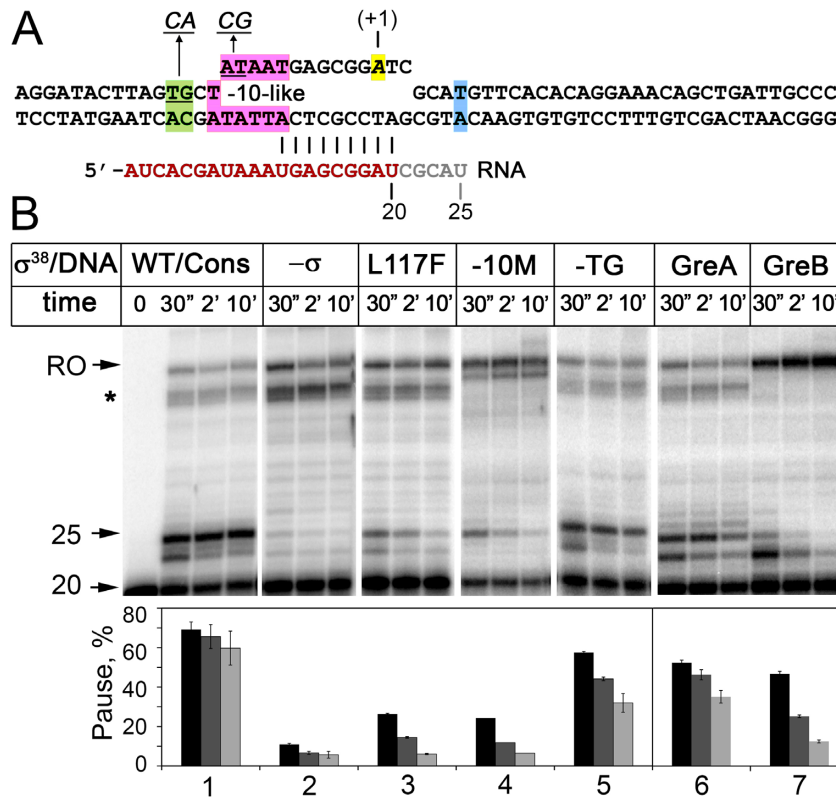 A
CA CG (+1)
ATAATGAGCGGATC
AGGATACTTAGTGCT -10-like GCATGTTCACACAGGAAACAGCTGATTGCCC
TCCTATGAATCACGATATTACTCGCCTAGCGTACAAGTGTGTCCTTTGTCGACTAACGGG
5’-AUCACGAUAAAUGAGCGGAUCGCAU RNA
20 25
B
σ38/DNA WT/Cons –σ L117F -10M -TG GreA GreB
time 0 30” 2’ 10’ 30” 2’ 10’ 30” 2’ 10’ 30” 2’ 10’ 30” 2’ 10’ 30” 2’ 10’ 30” 2’ 10’
RO
*
25
20
Pause, %
80
60
40
20
0
1 2 3 4 5 6 7